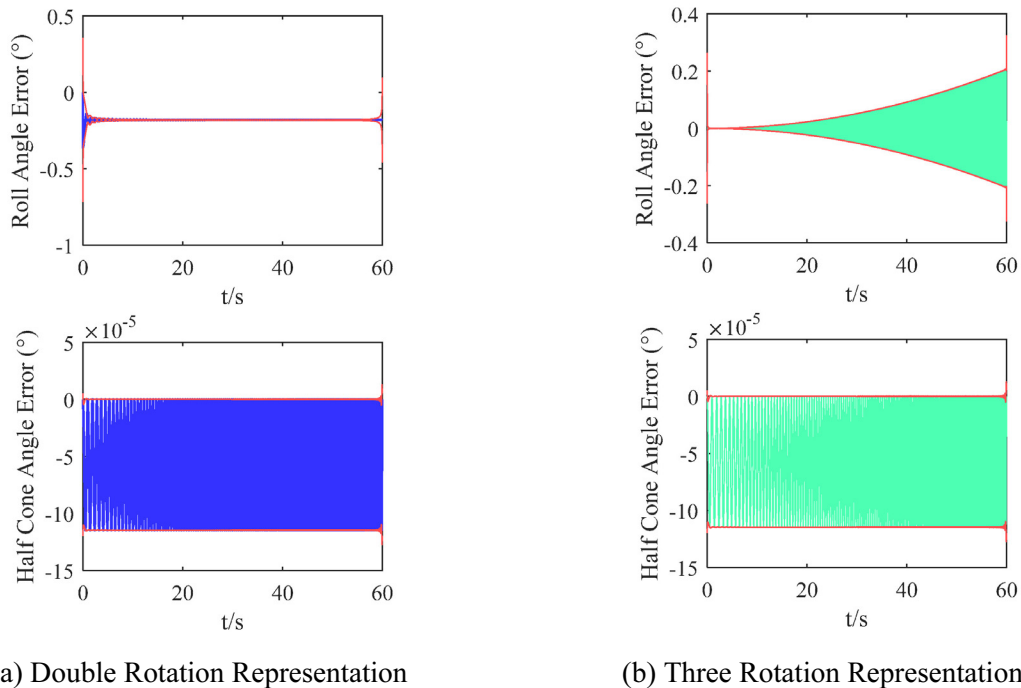 0.5
0
-0.5
-1
Roll Angle Error (°)
0 20 40 60
t/s
0.4
0.2
0
-0.2
-0.4
Roll Angle Error (°)
0 20 40 60
t/s
×10⁻⁵
5
0
-5
-10
-15
Half Cone Angle Error (°)
0 20 40 60
t/s
×10⁻⁵
5
0
-5
-10
-15
Half Cone Angle Error (°)
0 20 40 60
t/s
a) Double Rotation Representation
(b) Three Rotation Representation